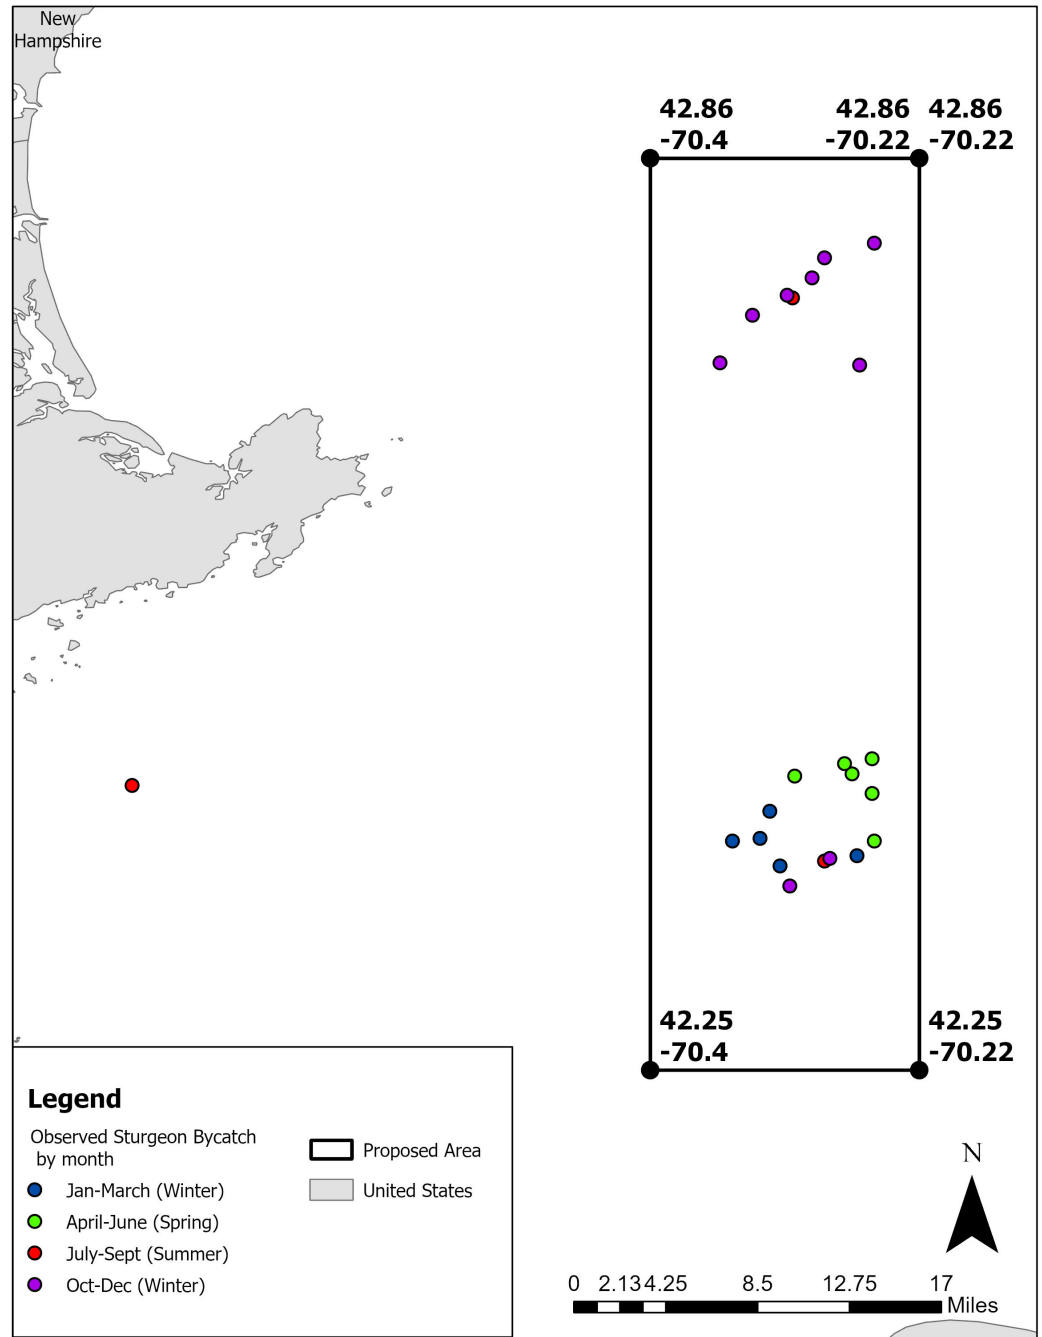 New
Hampshire
42.86
-70.4
42.86
-70.22
42.86
-70.22
42.25
-70.4
42.25
-70.22
Legend
Observed Sturgeon Bycatch
by month
Jan-March (Winter)
April-June (Spring)
July-Sept (Summer)
Oct-Dec (Winter)
Proposed Area
United States
N
0 2.134.25 8.5 12.75 17
Miles